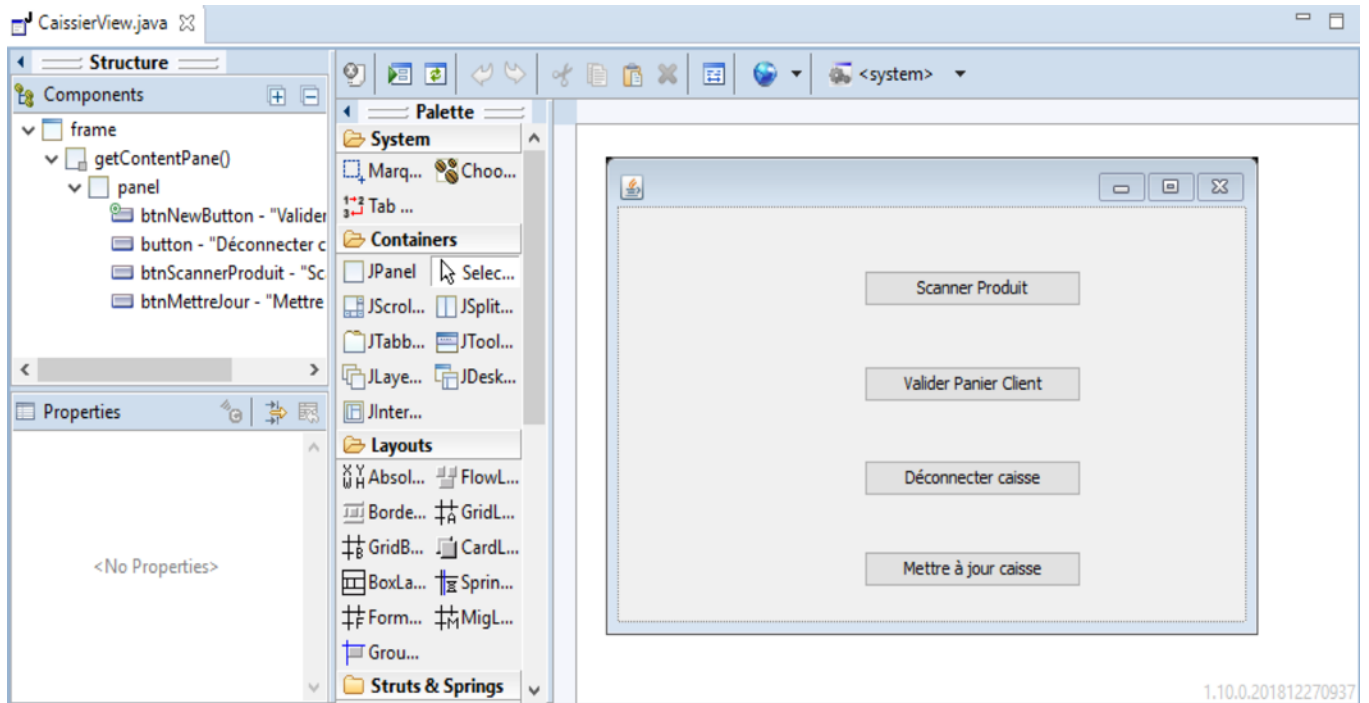 CaissierView.java
Structure
Components
frame
getContentPane()
panel
btnNewButton - "Valider
button - "Déconnecter c
btnScannerProduit - "Sc
btnMettreJour - "Mettre
Properties
<No Properties>
<system>
Palette
System
Marq... Choo...
Tab ...
Containers
JPanel Selec...
JScrol... JSplit...
JTabb... JTool...
JLaye... JDesk...
JInter...
Layouts
Absol... FlowL...
Borde... GridL...
GridB... CardL...
BoxLa... Sprin...
Form... MigL...
Grou...
Struts & Springs
Scanner Produit
Valider Panier Client
Déconnecter caisse
Mettre à jour caisse
1.10.0.201812270937